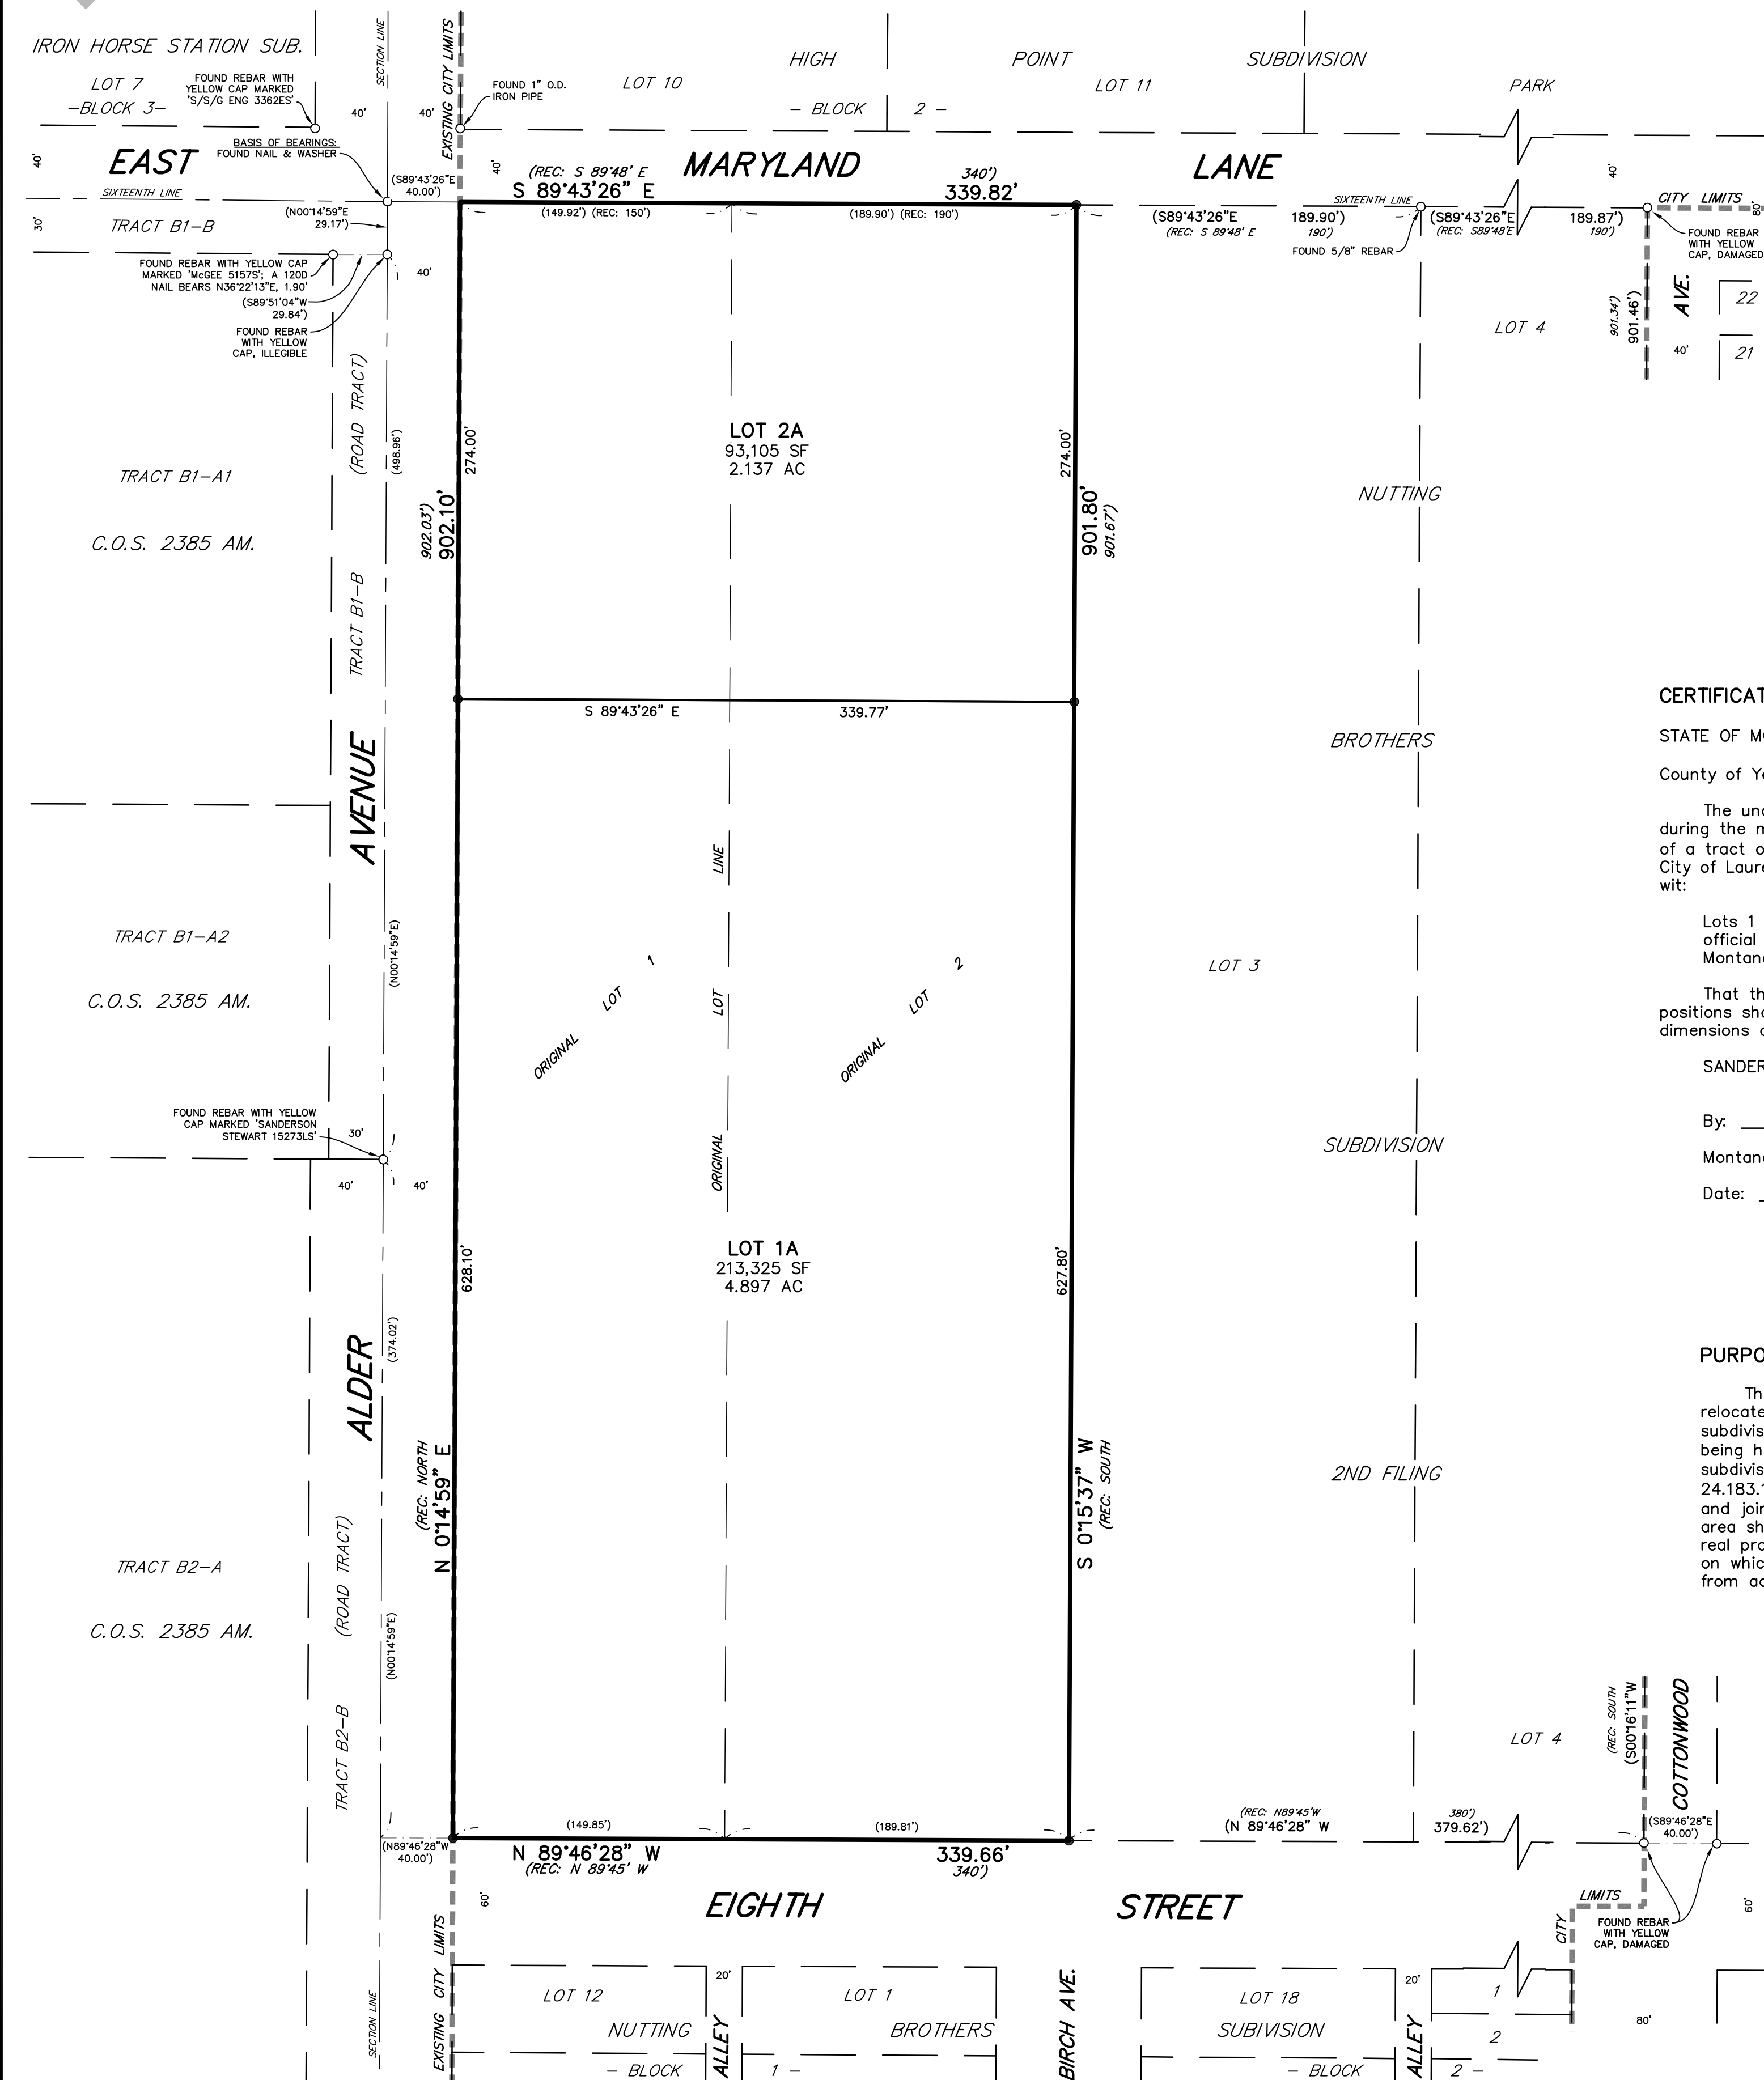 IRON HORSE STATION SUB.
LOT 7
-BLOCK 3-
FOUND REBAR WITH
YELLOW CAP MARKED
'S/S/G ENG 3362ES'
SECTION LINE
EXISTING CITY LIMITS
40'
40'
FOUND 1" O.D.
IRON PIPE
LOT 10
HIGH POINT SUBDIVISION
LOT 11
- BLOCK 2 -
PARK
40'
EAST MARYLAND LANE
BASIS OF BEARINGS:
FOUND NAIL & WASHER
40'
40'
SIXTEENTH LINE
(S89°43'26"E
40.00')
(REC: S 89°48' E 340')
S 89°43'26" E 339.82'
(149.92') (REC: 150')
(189.90') (REC: 190')
(S89°43'26"E 189.90')
(REC: S 89°48' E 190')
SIXTEENTH LINE
(S89°43'26"E 189.87')
(REC: S89°48'E 190')
FOUND 5/8" REBAR
CITY LIMITS
80'
FOUND REBAR
WITH YELLOW
CAP, DAMAGED
30'
TRACT B1-B
(N00°14'59"E
29.17')
40'
FOUND REBAR WITH YELLOW CAP
MARKED 'McGEE 5157S'; A 120D
NAIL BEARS N36°22'13"E, 1.90'
(S89°51'04"W
29.84')
FOUND REBAR
WITH YELLOW
CAP, ILLEGIBLE
901.34')
901.46')
AVE.
40'
22
21
LOT 4
(ROAD TRACT)
(498.96')
274.00'
LOT 2A
93,105 SF
2.137 AC
274.00'
TRACT B1-A1
C.O.S. 2385 AM.
902.03')
902.10'
901.80'
901.67')
NUTTING
TRACT B1-B
S 89°43'26" E 339.77'
BROTHERS
AVENUE
LINE
CERTIFICAT
STATE OF M
County of Y
The un
during the
of a tract
City of Laur
wit:
Lots 1
official
Montan
That th
positions sh
dimensions
SANDER
By:
Montan
Date:
TRACT B1-A2
C.O.S. 2385 AM.
(N00°14'59"E)
ORIGINAL LOT 1
LOT
ORIGINAL LOT 2
LOT 3
FOUND REBAR WITH YELLOW
CAP MARKED 'SANDERSON
STEWART 15273LS'
30'
40'
40'
ORIGINAL
SUBDIVISION
628.10'
LOT 1A
213,325 SF
4.897 AC
627.80'
(374.02')
ALDER
PURPO
Th
relocate
subdivis
being h
subdivis
24.183.1
and join
area sh
real pro
on whic
from a
(REC: NORTH
N 0°14'59" E
S 0°15'37" W
(REC: SOUTH
2ND FILING
(ROAD TRACT)
TRACT B2-A
C.O.S. 2385 AM.
(N00°14'59"E)
TRACT B2-B
(REC: SOUTH
(S00°16'11"W
COTTONWOOD
LOT 4
(149.85')
(189.81')
(REC: N89°45'W 380')
(N 89°46'28" W 379.62')
(S89°46'28"E
40.00')
(N89°46'28"W
40.00')
N 89°46'28" W 339.66'
(REC: N 89°45' W 340')
60'
EIGHTH STREET
CITY LIMITS
FOUND REBAR
WITH YELLOW
CAP, DAMAGED
60'
SECTION LINE
EXISTING CITY LIMITS
LOT 12
20'
LOT 1
BIRCH AVE.
LOT 18
20'
1
80'
NUTTING BROTHERS SUBIVISION
ALLEY
ALLEY
2
- BLOCK 1 -
- BLOCK 2 -